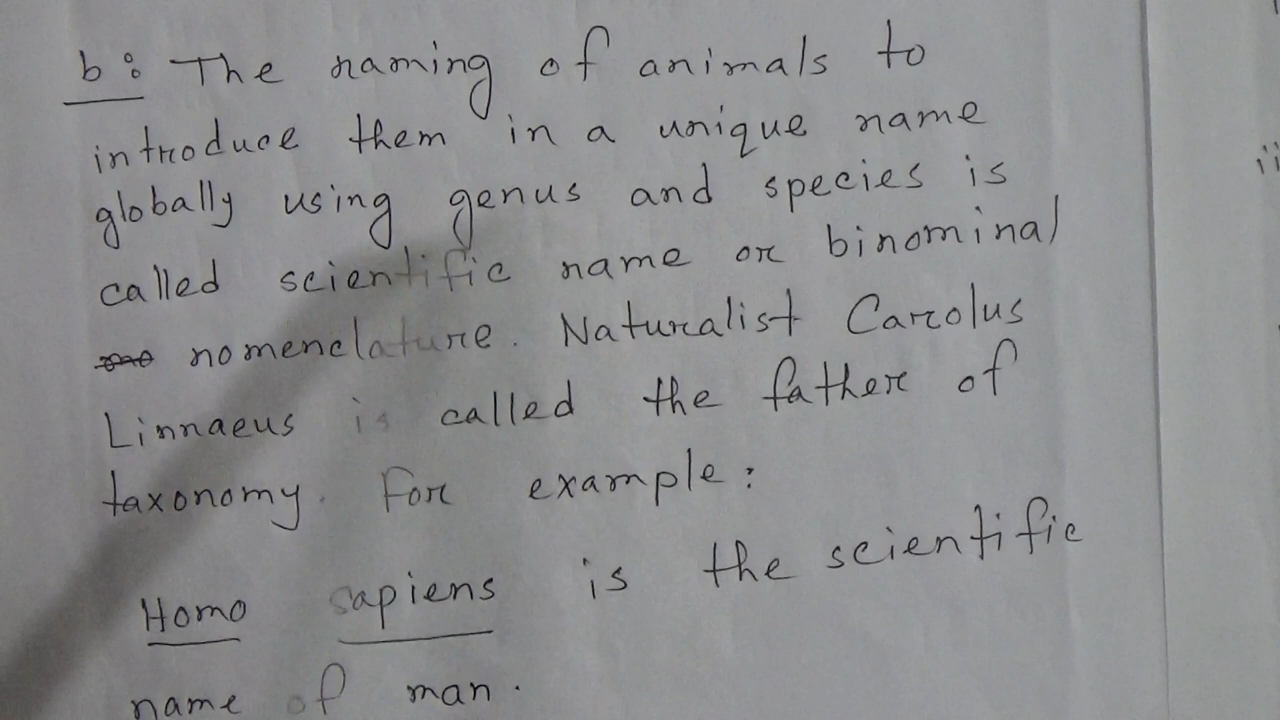 b: The naming of animals to
introduce them in a unique name
globally using genus and species is
called scientific name or binominal
nomenclature. Naturalist Carolus
Linnaeus is called the father of
taxonomy. For example:
Homo sapiens is the scientific
name of man.